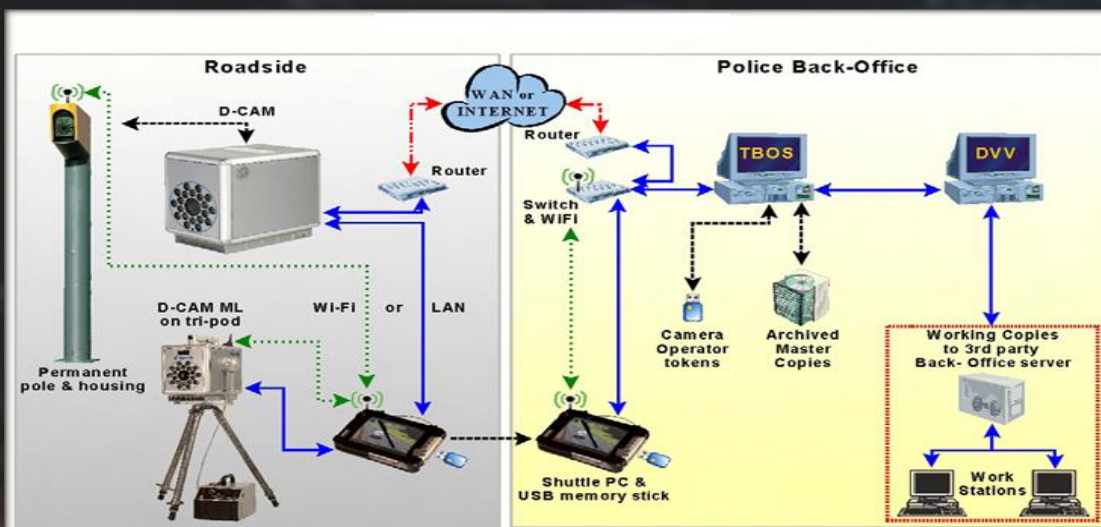 Roadside
Police Back-Office
WAN or
INTERNET
D-CAM
Router
Router
TBOS
DVV
Switch
& WiFi
D-CAM ML
on tri-pod
Wi-Fi or LAN
Permanent
pole & housing
Camera
Operator
tokens
Archived
Master
Copies
Working Copies
to 3rd party
Back- Office server
Shuttle PC &
USB memory stick
Work
Stations